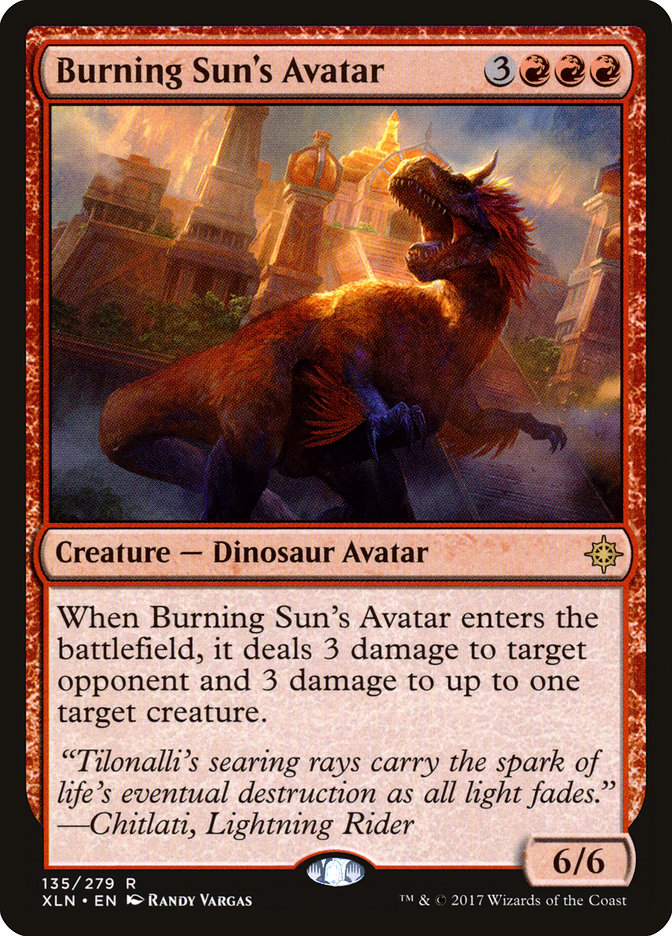 Burning Sun's Avatar 3
Creature — Dinosaur Avatar
When Burning Sun's Avatar enters the
battlefield, it deals 3 damage to target
opponent and 3 damage to up to one
target creature.
“Tilonalli's searing rays carry the spark of
life's eventual destruction as all light fades.”
—Chitlati, Lightning Rider
6/6
135/279 R
XLN • EN Randy Vargas
™ & © 2017 Wizards of the Coast